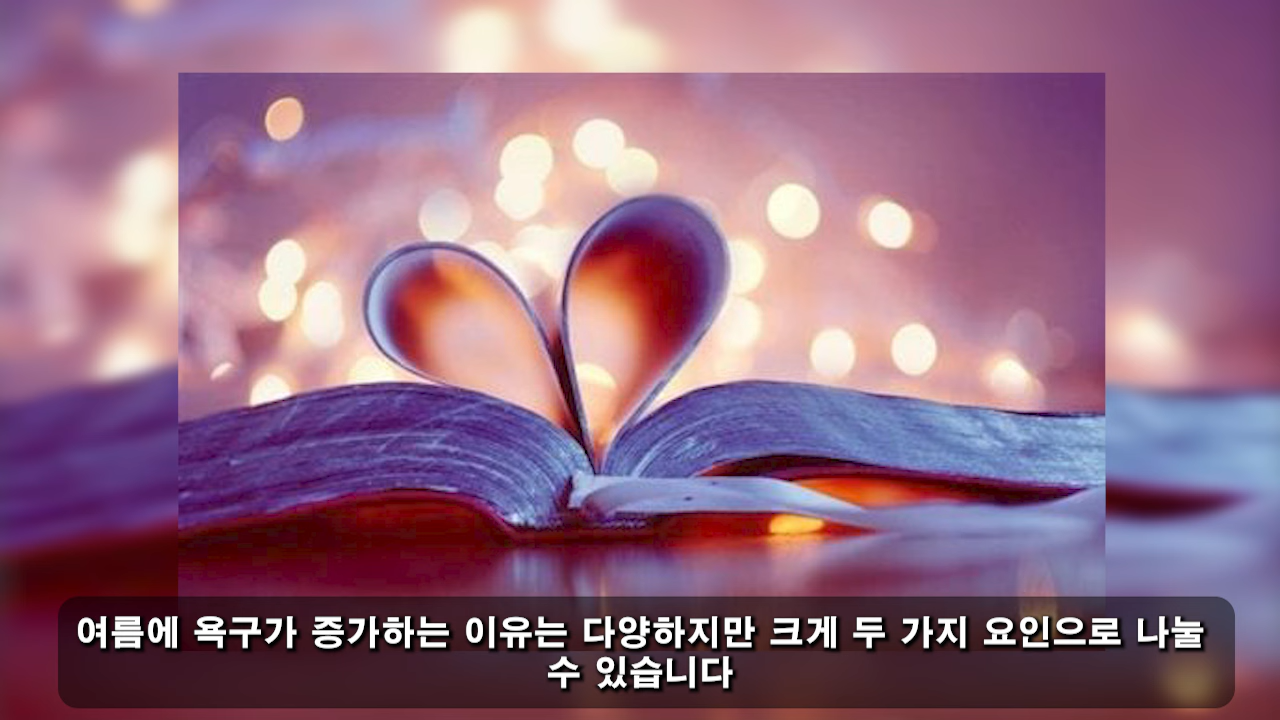 여름에 욕구가 증가하는 이유는 다양하지만 크게 두 가지 요인으로 나눌
수 있습니다